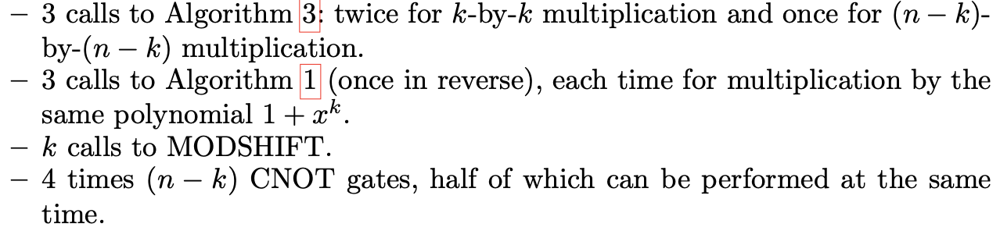 – 3 calls to Algorithm 3: twice for k-by-k multiplication and once for (n − k)-
by-(n − k) multiplication.
– 3 calls to Algorithm 1 (once in reverse), each time for multiplication by the
same polynomial 1 + x^k.
– k calls to MODSHIFT.
– 4 times (n − k) CNOT gates, half of which can be performed at the same
time.